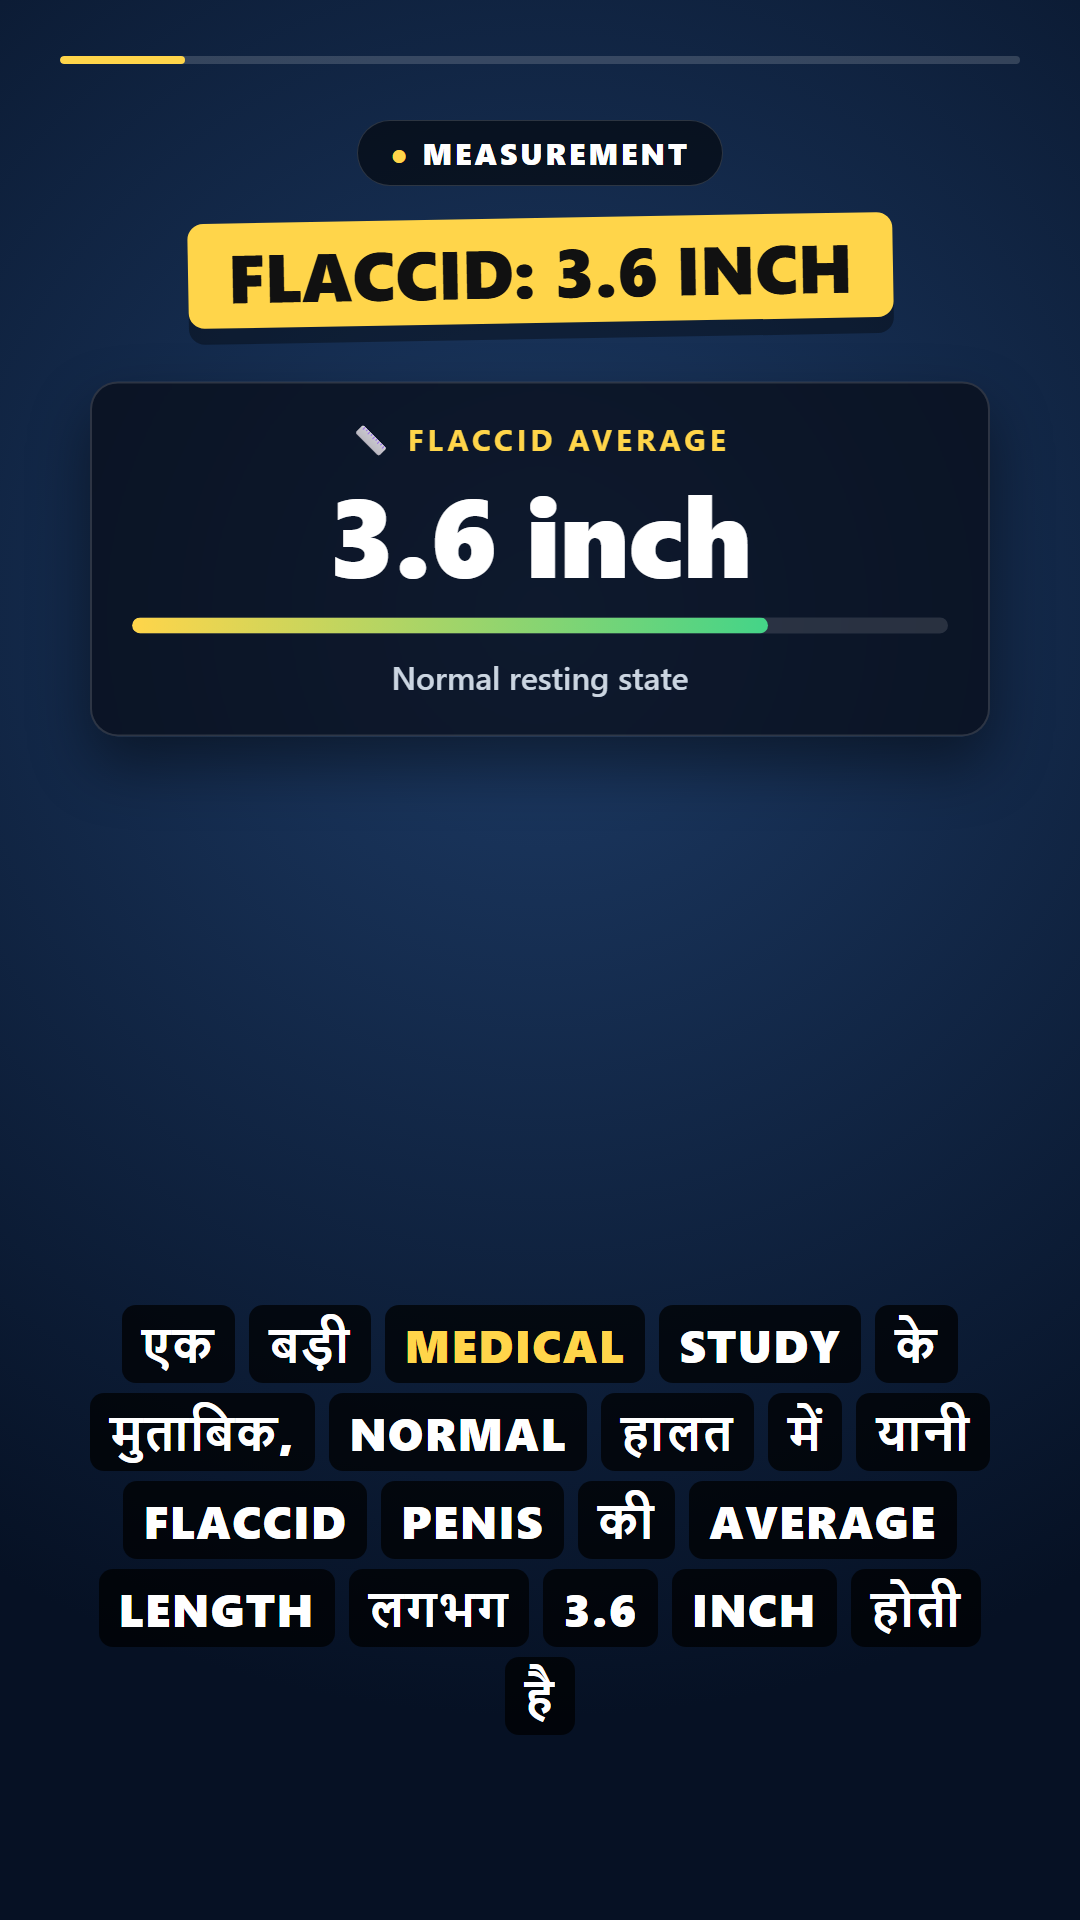 MEASUREMENT
FLACCID: 3.6 INCH
FLACCID AVERAGE
3.6 inch
Normal resting state
एक बड़ी MEDICAL STUDY के
मुताबिक, NORMAL हालत में यानी
FLACCID PENIS की AVERAGE
LENGTH लगभग 3.6 INCH होती
है